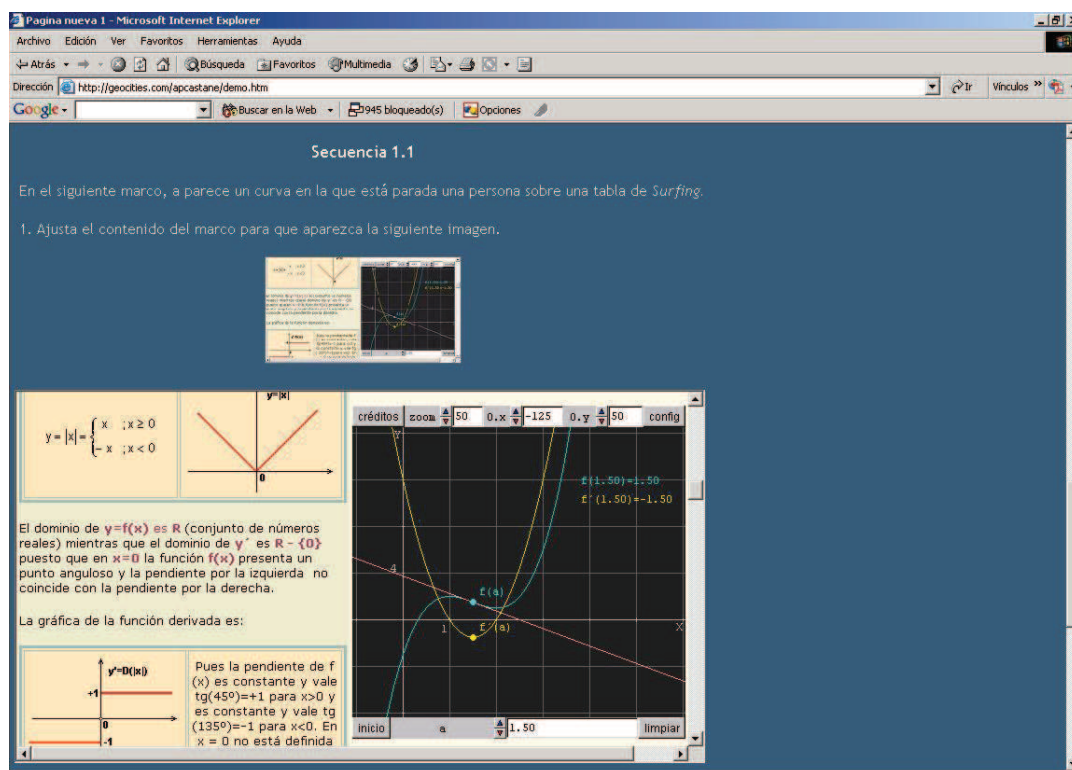 Pagina nueva 1 - Microsoft Internet Explorer
Archivo Edición Ver Favoritos Herramientas Ayuda
Atrás Búsqueda Favoritos Multimedia
Dirección http://geocities.com/apcastane/demo.htm Ir Vínculos »
Google Buscar en la Web 945 bloqueado(s) Opciones
Secuencia 1.1
En el siguiente marco, a parece un curva en la que está parada una persona sobre una tabla de Surfing.
1. Ajusta el contenido del marco para que aparezca la siguiente imagen.
y=|x|
y = |x| = { x ; x ≥ 0
- x ; x < 0
0
El dominio de y=f(x) es R (conjunto de números
reales) mientras que el dominio de y´ es R - {0}
puesto que en x=0 la función f(x) presenta un
punto anguloso y la pendiente por la izquierda no
coincide con la pendiente por la derecha.
La gráfica de la función derivada es:
y'=D(|x|)
+1
0
-1
Pues la pendiente de f
(x) es constante y vale
tg(45º)=+1 para x>0 y
es constante y vale tg
(135º)=-1 para x<0. En
x = 0 no está definida
créditos zoom 50 O.x -125 O.y 50 config
Y
f(1.50)=1.50
f´(1.50)=-1.50
4
f(a)
1 f´(a) X
inicio a 1.50 limpiar